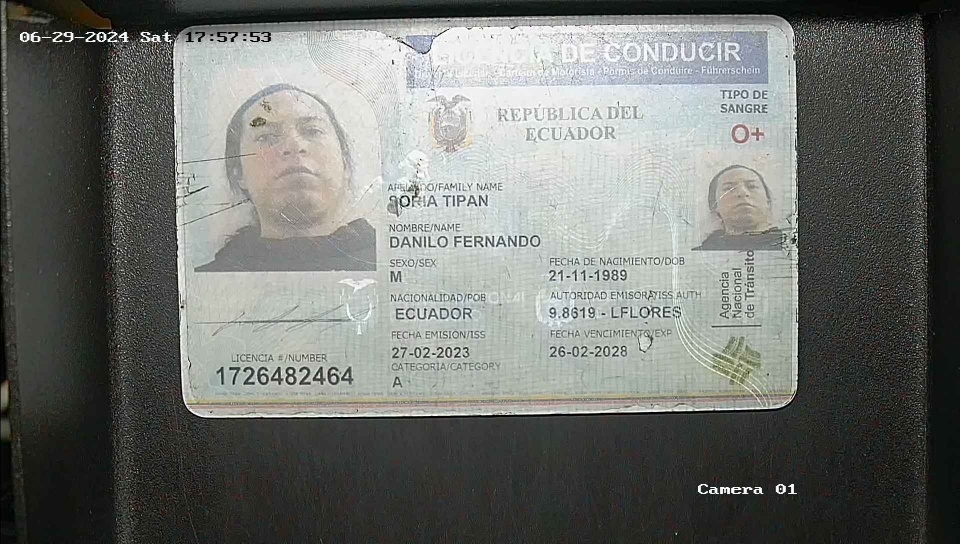 06-29-2024 Sat 17:57:53
DE CONDUCIR
Permis de Conduire - Führerschein
REPÚBLICA DEL
ECUADOR
TIPO DE
SANGRE
O+
APELLIDO/FAMILY NAME
SORIA TIPAN
NOMBRE/NAME
DANILO FERNANDO
SEXO/SEX
M
FECHA DE NACIMIENTO/DOB
21-11-1989
NACIONALIDAD/POB
ECUADOR
AUTORIDAD EMISORA/ISS AUTH
9.8619 - LFLORES
FECHA EMISIÓN/ISS
27-02-2023
FECHA VENCIMIENTO/EXP
26-02-2028
CATEGORIA/CATEGORY
A
LICENCIA #/NUMBER
1726482464
Agencia
Nacional
de Tránsito
Camera 01